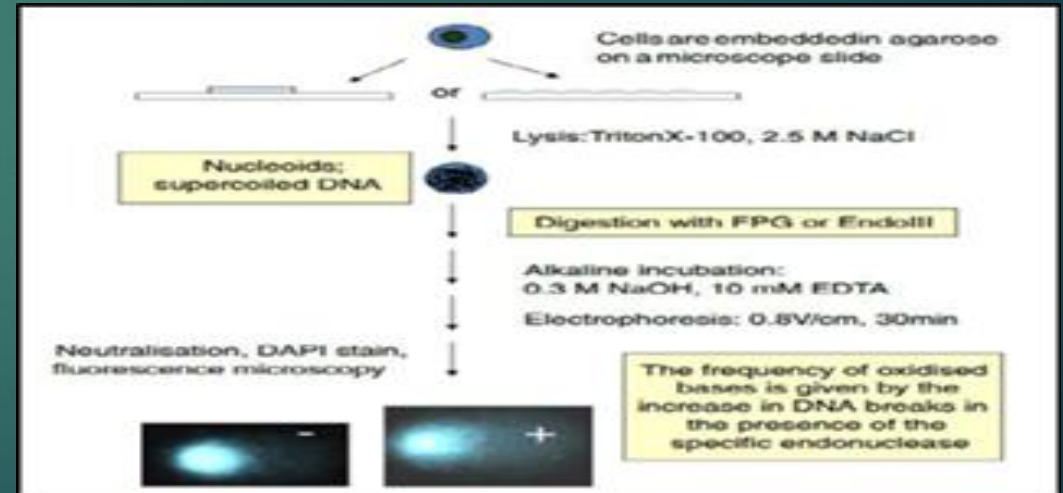 Cells are embeddedin agarose
on a microscope slide
or
Lysis:TritonX-100, 2.5 M NaCl
Nucleoids;
supercoiled DNA
Digestion with FPG or EndoIII
Alkaline incubation:
0.3 M NaOH, 10 mM EDTA
Electrophoresis: 0.8V/cm, 30min
Neutralisation, DAPI stain,
fluorescence microscopy
The frequency of oxidised
bases is given by the
increase in DNA breaks in
the presence of the
specific endonuclease
-
+